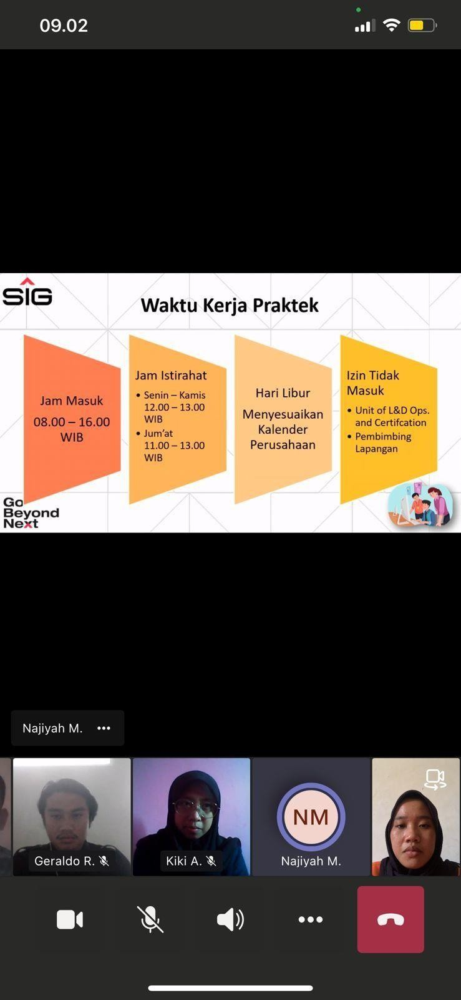 09.02
SIG
Waktu Kerja Praktek
Jam Masuk
08.00 – 16.00
WIB
Jam Istirahat
• Senin – Kamis
12.00 – 13.00
WIB
• Jum'at
11.00 – 13.00
WIB
Hari Libur
Menyesuaikan
Kalender
Perusahaan
Izin Tidak
Masuk
• Unit of L&D Ops.
and Certifcation
• Pembimbing
Lapangan
Go
Beyond
Next
Najiyah M. •••
Geraldo R.
Kiki A.
NM
Najiyah M.